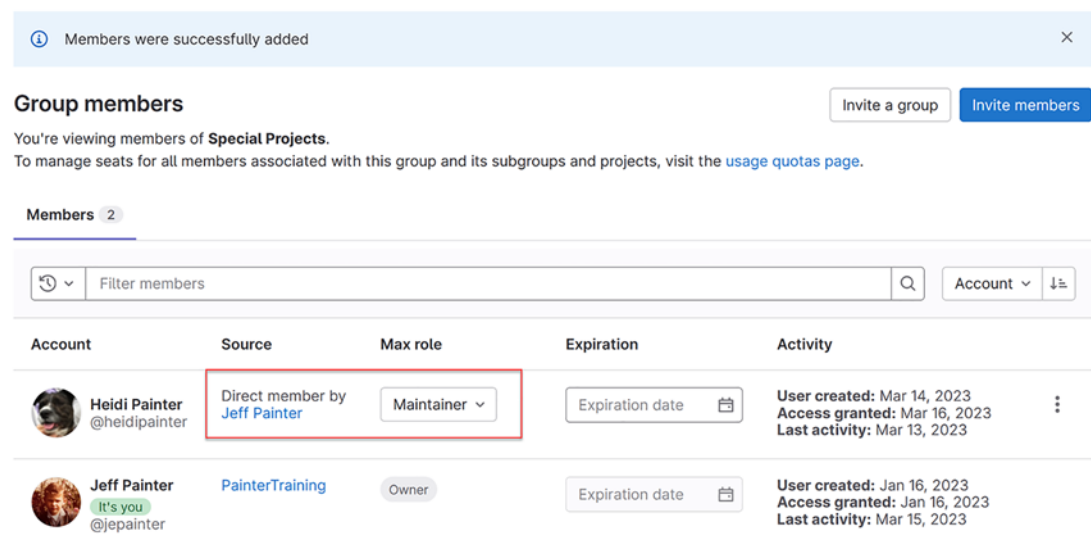 Members were successfully added
Group members
Invite a group
Invite members
You're viewing members of Special Projects.
To manage seats for all members associated with this group and its subgroups and projects, visit the usage quotas page.
Members 2
Filter members
Account
Account Source Max role Expiration Activity
Heidi Painter
@heidipainter
Direct member by
Jeff Painter
Maintainer
Expiration date
User created: Mar 14, 2023
Access granted: Mar 16, 2023
Last activity: Mar 13, 2023
Jeff Painter
It's you
@jepainter
PainterTraining
Owner
Expiration date
User created: Jan 16, 2023
Access granted: Jan 16, 2023
Last activity: Mar 15, 2023